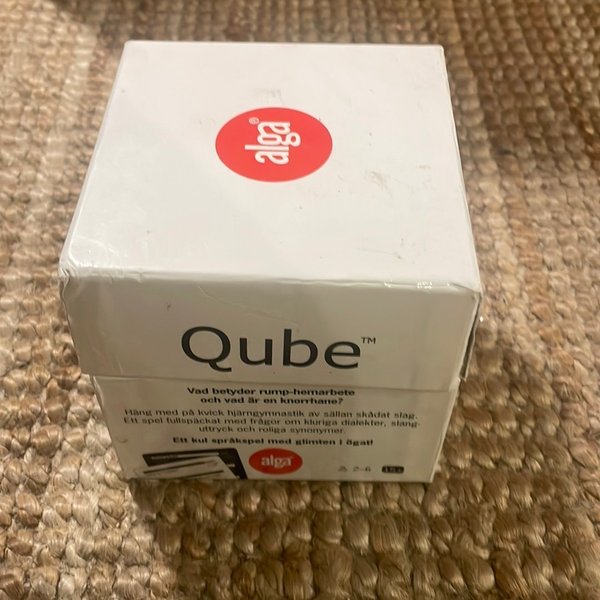 alga®
Qube™
Vad betyder rump-hemarbete
och vad är en knorrhane?
Häng med på kvick hjärngymnastik av sällan skådat slag.
Ett spel fullspäckat med frågor om kluriga dialekter, slang-
uttryck och roliga synonymer.
Ett kul språkspel med glimten i ögat!
alga
2-6